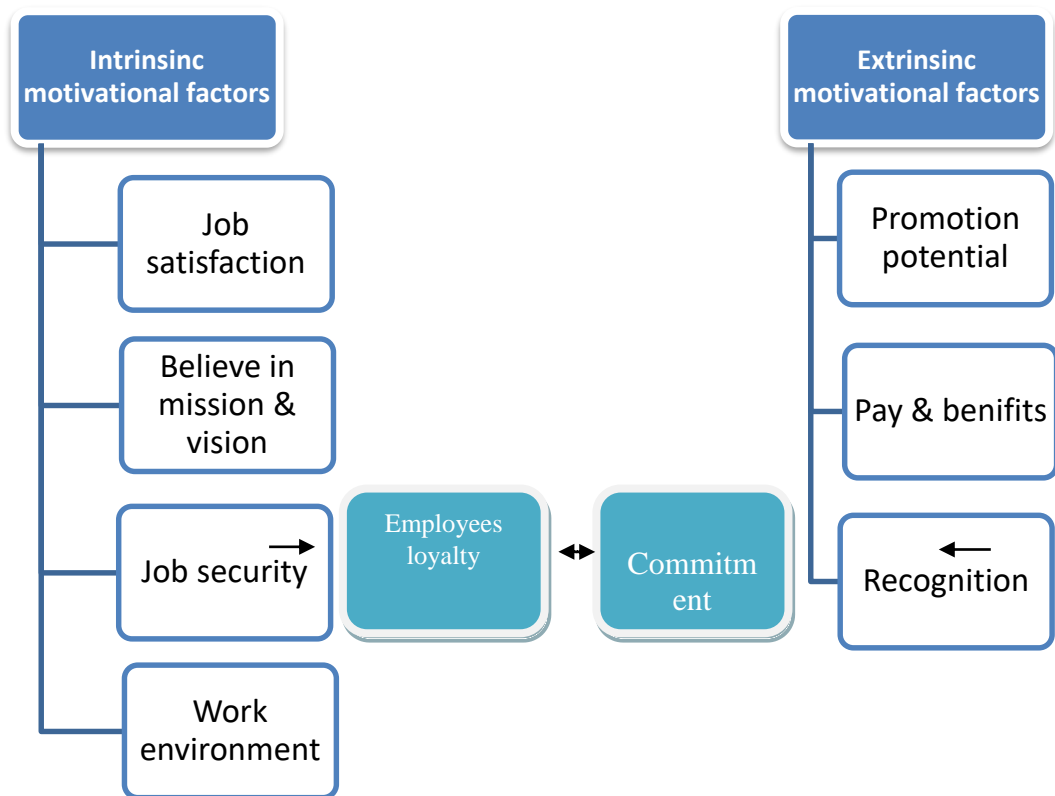 Intrinsinc
motivational factors
Job
satisfaction
Believe in
mission &
vision
Job security
Work
environment
Employees
loyalty
Commitm
ent
Extrinsinc
motivational factors
Promotion
potential
Pay & benifits
Recognition